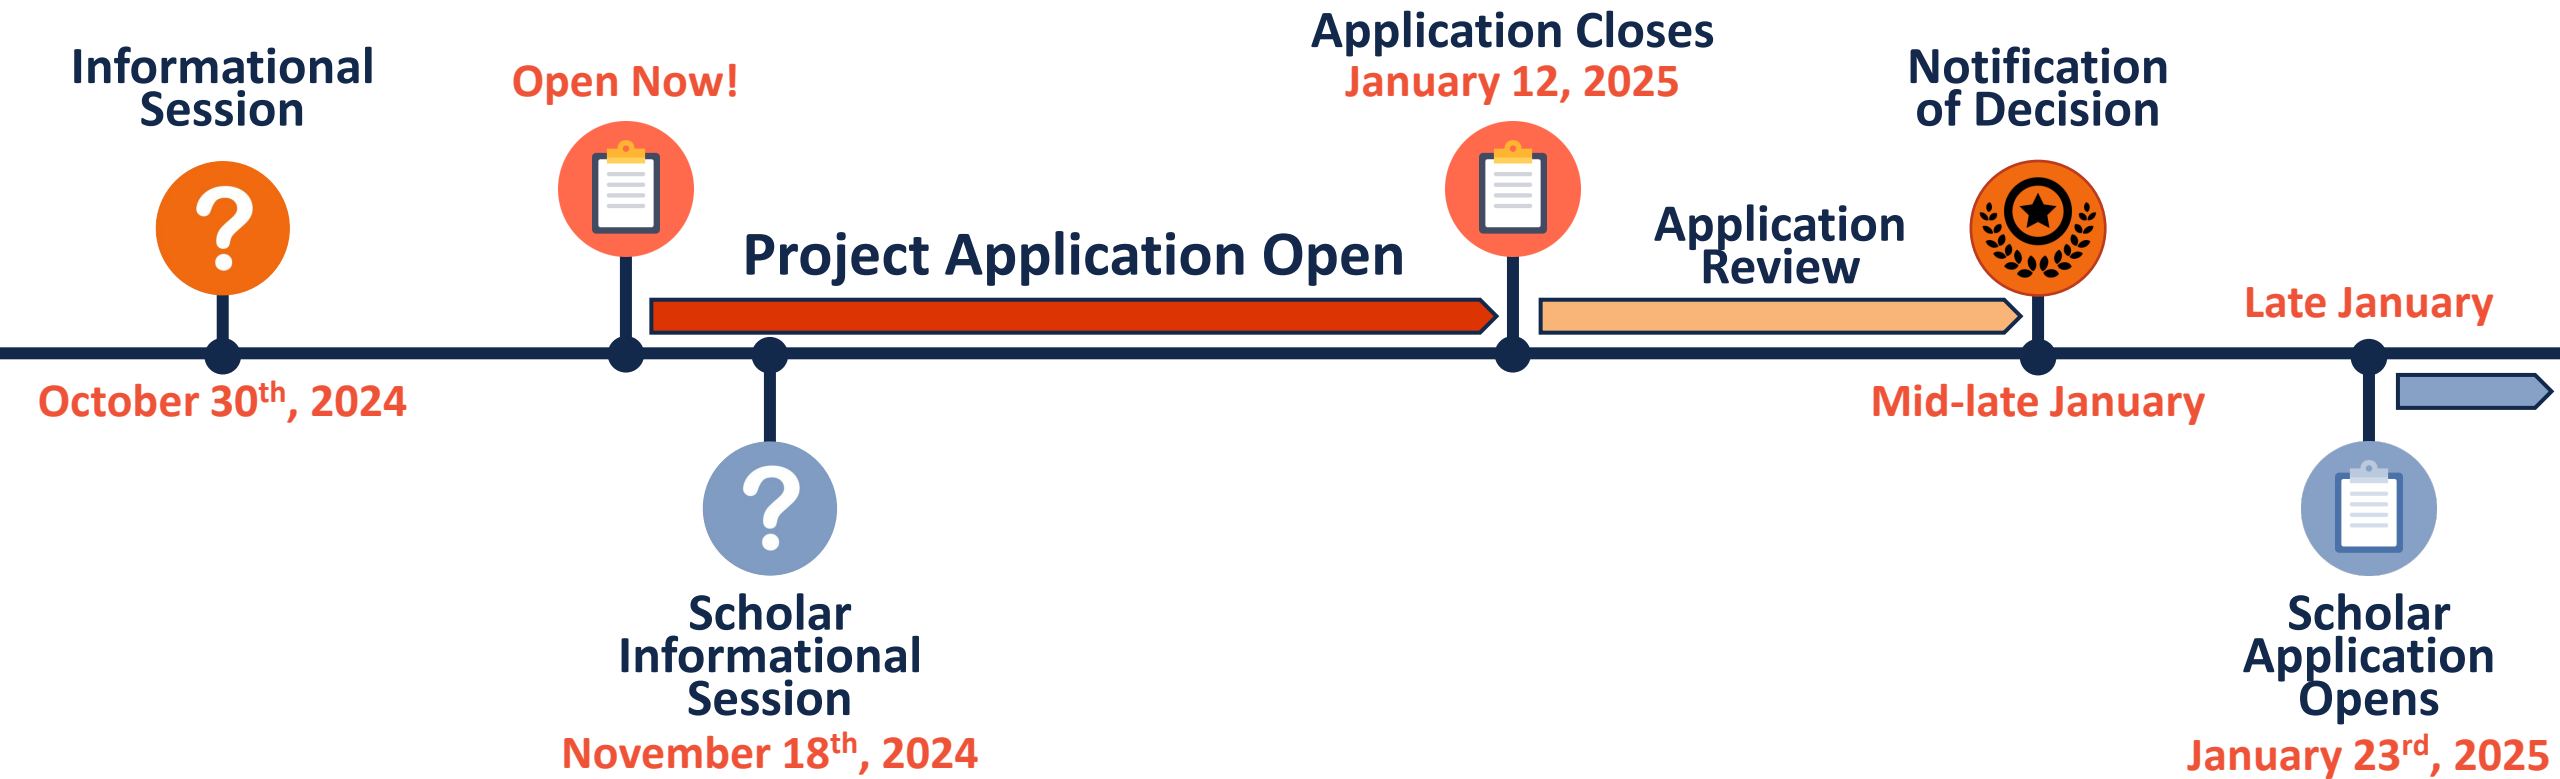 Informational
Session
October 30th, 2024
Open Now!
Project Application Open
Scholar
Informational
Session
November 18th, 2024
Application Closes
January 12, 2025
Application
Review
Notification
of Decision
Mid-late January
Late January
Scholar
Application
Opens
January 23rd, 2025